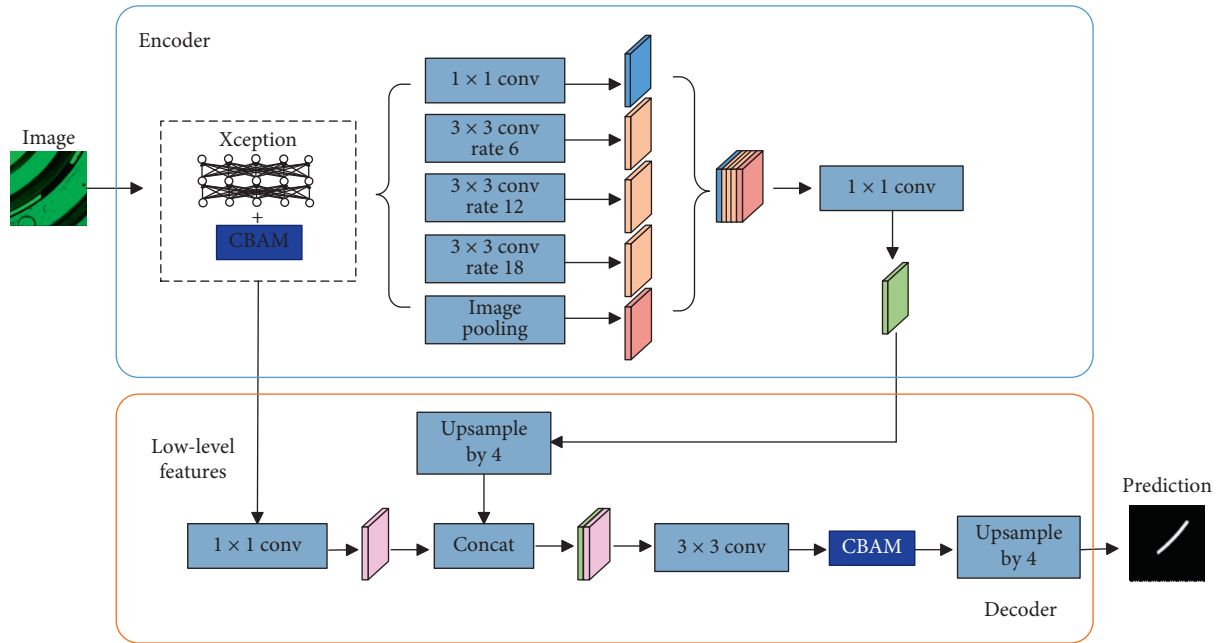 Encoder
Image
Xception
+
CBAM
1 × 1 conv
3 × 3 conv
rate 6
3 × 3 conv
rate 12
3 × 3 conv
rate 18
Image
pooling
1 × 1 conv
Low-level
features
Upsample
by 4
1 × 1 conv
Concat
3 × 3 conv
CBAM
Upsample
by 4
Prediction
Decoder